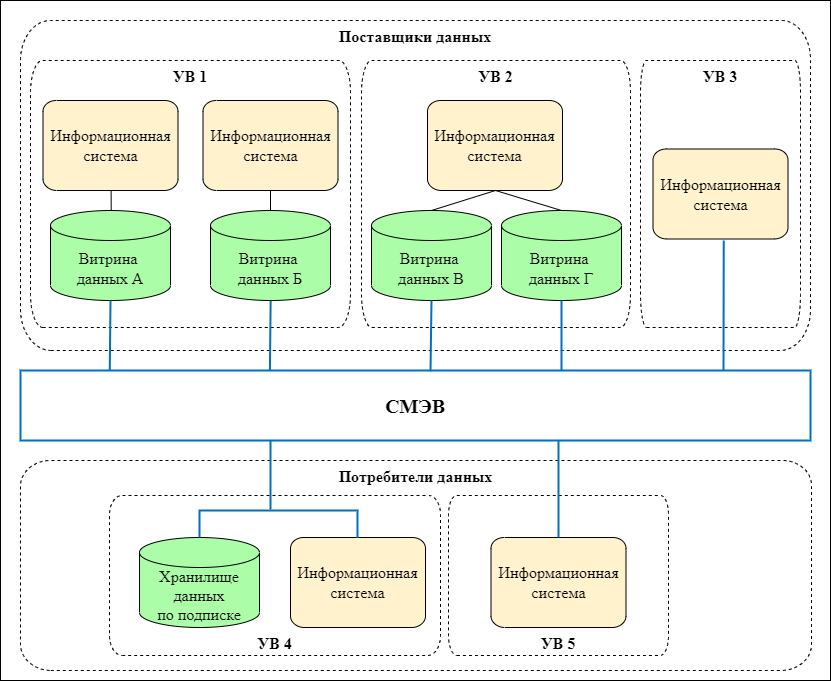 Поставщики данных
УВ 1
УВ 2
УВ 3
Информационная
система
Информационная
система
Информационная
система
Информационная
система
Витрина
данных А
Витрина
данных Б
Витрина
данных В
Витрина
данных Г
СМЭВ
Потребители данных
Хранилище
данных
по подписке
Информационная
система
Информационная
система
УВ 4
УВ 5